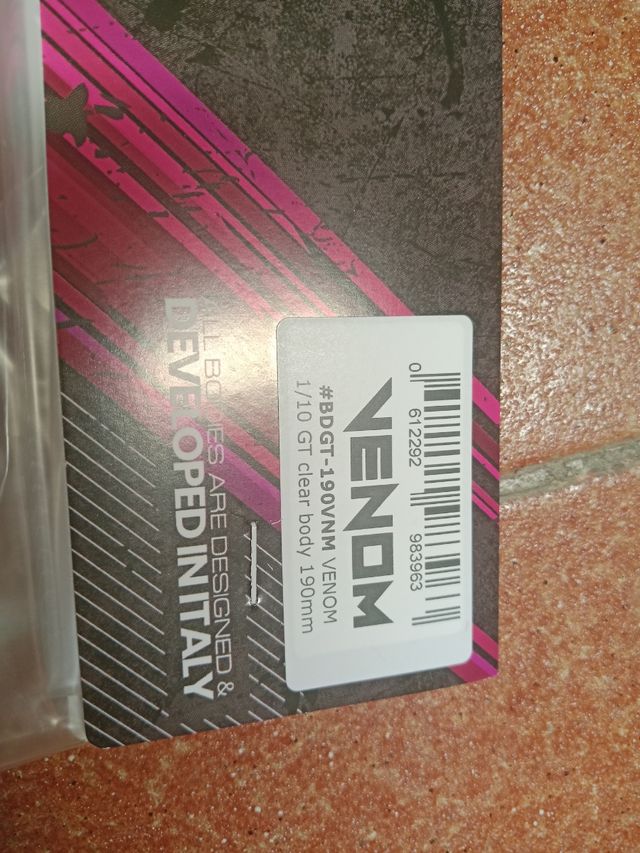 VENOM
#BDGT-190VNM VENOM
1/10 GT clear body 190mm
0 612292 983963
ALL BODIES ARE DESIGNED &
DEVELOPED IN ITALY